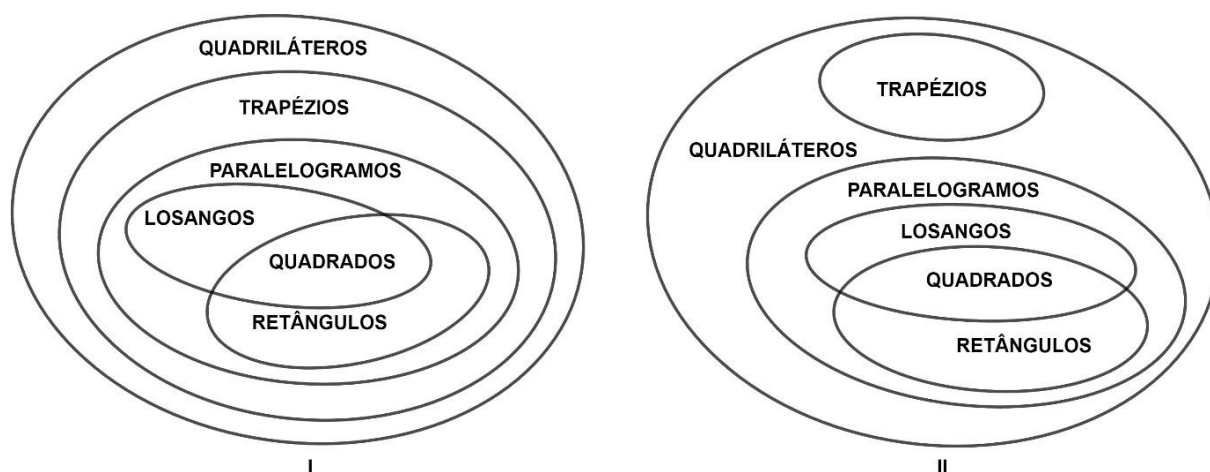 QUADRILÁTEROS
TRAPÉZIOS
PARALELOGRAMOS
LOSANGOS
QUADRADOS
RETÂNGULOS
I
TRAPÉZIOS
QUADRILÁTEROS
PARALELOGRAMOS
LOSANGOS
QUADRADOS
RETÂNGULOS
II